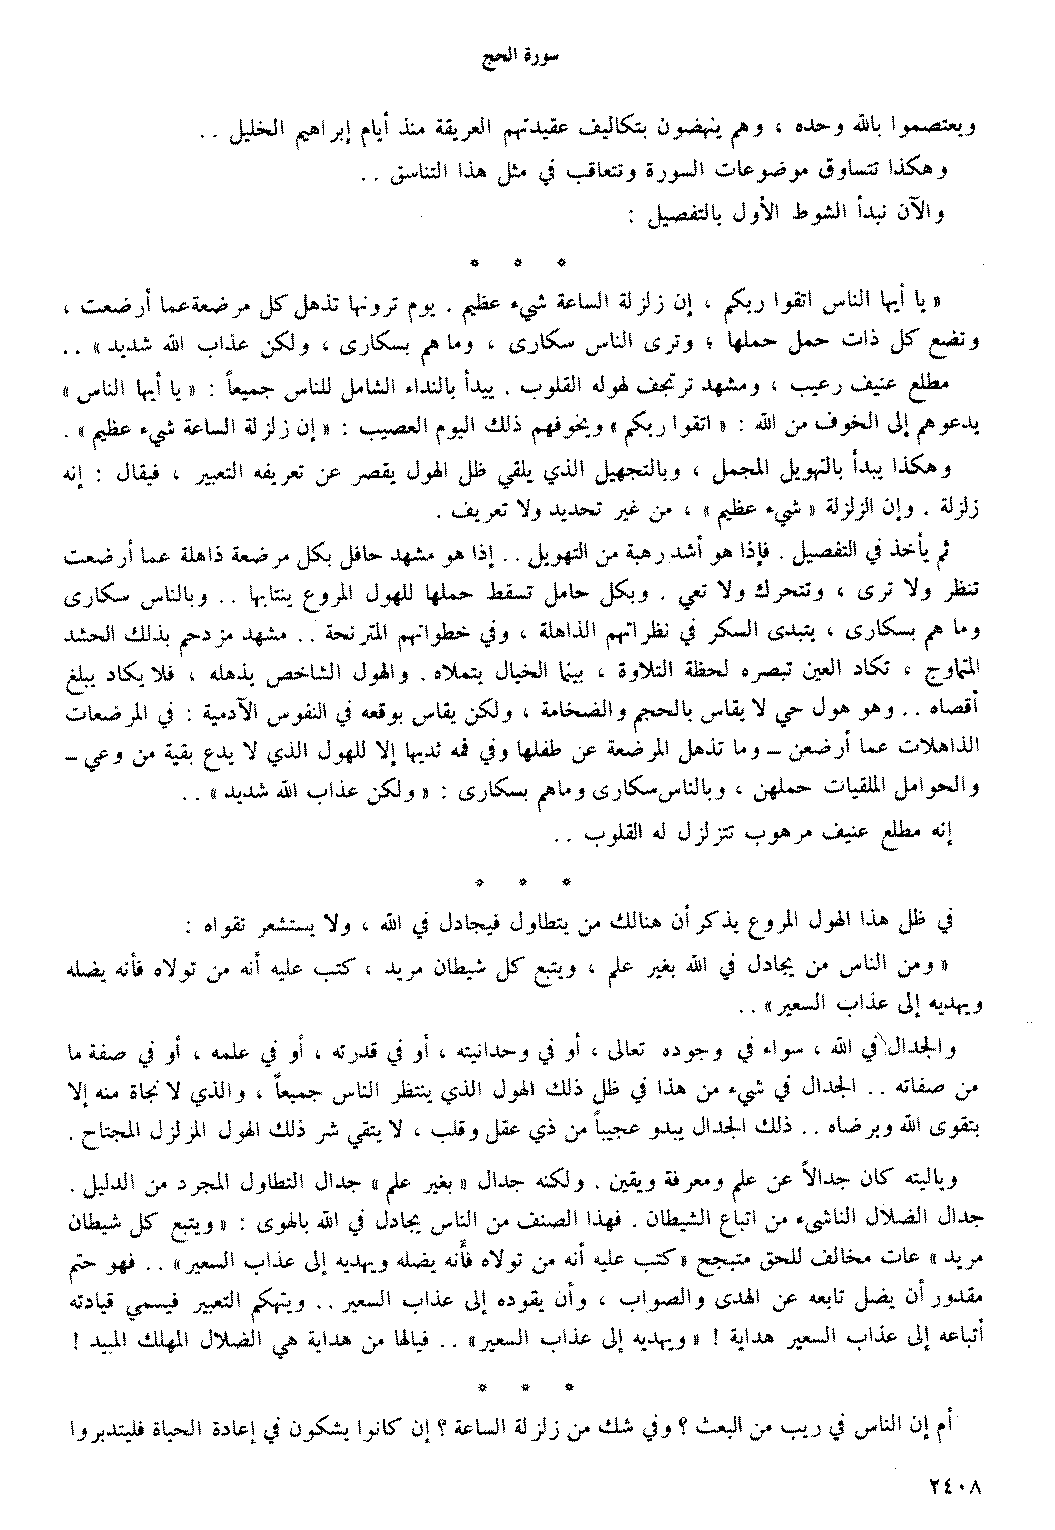 سورة الحج
ويعتصموا بالله وحده ، وهم ينهضون بتكاليف عقيدتهم العريقة منذ أيام إبراهيم الخليل ..
وهكذا تتساوق موضوعات السورة وتتعاقب في مثل هذا التناسق ..
والآن نبدأ الشوط الأول بالتفصيل :
* * *
« يا أيها الناس اتقوا ربكم ، إن زلزلة الساعة شيء عظيم . يوم ترونها تذهل كل مرضعة عما أرضعت ،
وتضع كل ذات حمل حملها ؛ وترى الناس سكارى ، وما هم بسكارى ، ولكن عذاب الله شديد » ..
مطلع عنيف رعيب ، ومشهد ترتجف لهوله القلوب . يبدأ بالنداء الشامل للناس جميعاً : « يا أيها الناس »
يدعوهم إلى الخوف من الله : « اتقوا ربكم » ويخوفهم ذلك اليوم العصيب : « إن زلزلة الساعة شيء عظيم » .
وهكذا يبدأ بالتهويل المجمل ، وبالتجهيل الذي يلقي ظل الهول يقصر عن تعريفه التعبير ، فيقال : إنه
زلزلة . وإن الزلزلة « شيء عظيم » ، من غير تحديد ولا تعريف .
ثم يأخذ في التفصيل . فإذا هو أشد رهبة من التهويل .. إذا هو مشهد حافل بكل مرضعة ذاهلة عما أرضعت
تنظر ولا ترى ، وتتحرك ولا تعي . وبكل حامل تسقط حملها للهول المروع ينتابها .. وبالناس سكارى
وما هم بسكارى ، يتبدى السكر في نظراتهم الذاهلة ، وفي خطواتهم المترنحة .. مشهد مزدحم بذلك الحشد
المتماوج ، تكاد العين تبصره لحظة التلاوة ، بينما الخيال يتملاه . والهول الشاخص يذهله ، فلا يكاد يبلغ
أقصاه .. وهو هول حي لا يقاس بالحجم والضخامة ، ولكن يقاس بوقعه في النفوس الآدمية : في المرضعات
الذاهلات عما أرضعن – وما تذهل المرضعة عن طفلها وفي فمه ثديها إلا للهول الذي لا يدع بقية من وعي –
والحوامل الملقيات حملهن ، وبالناس سكارى وما هم بسكارى : « ولكن عذاب الله شديد » ..
إنه مطلع عنيف مرهوب تتزلزل له القلوب ..
* * *
في ظل هذا الهول المروع يذكر أن هنالك من يتطاول فيجادل في الله ، ولا يستشعر تقواه :
« ومن الناس من يجادل في الله بغير علم ، ويتبع كل شيطان مريد ، كتب عليه أنه من تولاه فأنه يضله
ويهديه إلى عذاب السعير » ..
والجدال في الله ، سواء في وجوده تعالى ، أو في وحدانيته ، أو في قدرته ، أو في علمه ، أو في صفة ما
من صفاته .. الجدال في شيء من هذا في ظل ذلك الهول الذي ينتظر الناس جميعاً ، والذي لا نجاة منه إلا
بتقوى الله وبرضاه .. ذلك الجدال يبدو عجيباً من ذي عقل وقلب ، لا يتقي شر ذلك الهول المزلزل المجتاح .
وياليته كان جدالاً عن علم ومعرفة ويقين . ولكنه جدال « بغير علم » جدال التطاول المجرد من الدليل .
جدال الضلال الناشيء من اتباع الشيطان . فهذا الصنف من الناس يجادل في الله بالهوى : « ويتبع كل شيطان
مريد » عات مخالف للحق متبجح « كتب عليه أنه من تولاه فأنه يضله ويهديه إلى عذاب السعير » .. فهو حتم
مقدور أن يضل تابعه عن الهدى والصواب ، وأن يقوده إلى عذاب السعير .. ويتهكم التعبير فيسمي قيادته
أتباعه إلى عذاب السعير هداية ! « ويهديه إلى عذاب السعير » .. فيالها من هداية هي الضلال المهلك المبيد !
* * *
أم إن الناس في ريب من البعث ؟ وفي شك من زلزلة الساعة ؟ إن كانوا يشكون في إعادة الحياة فليتدبروا
٢٤٠٨